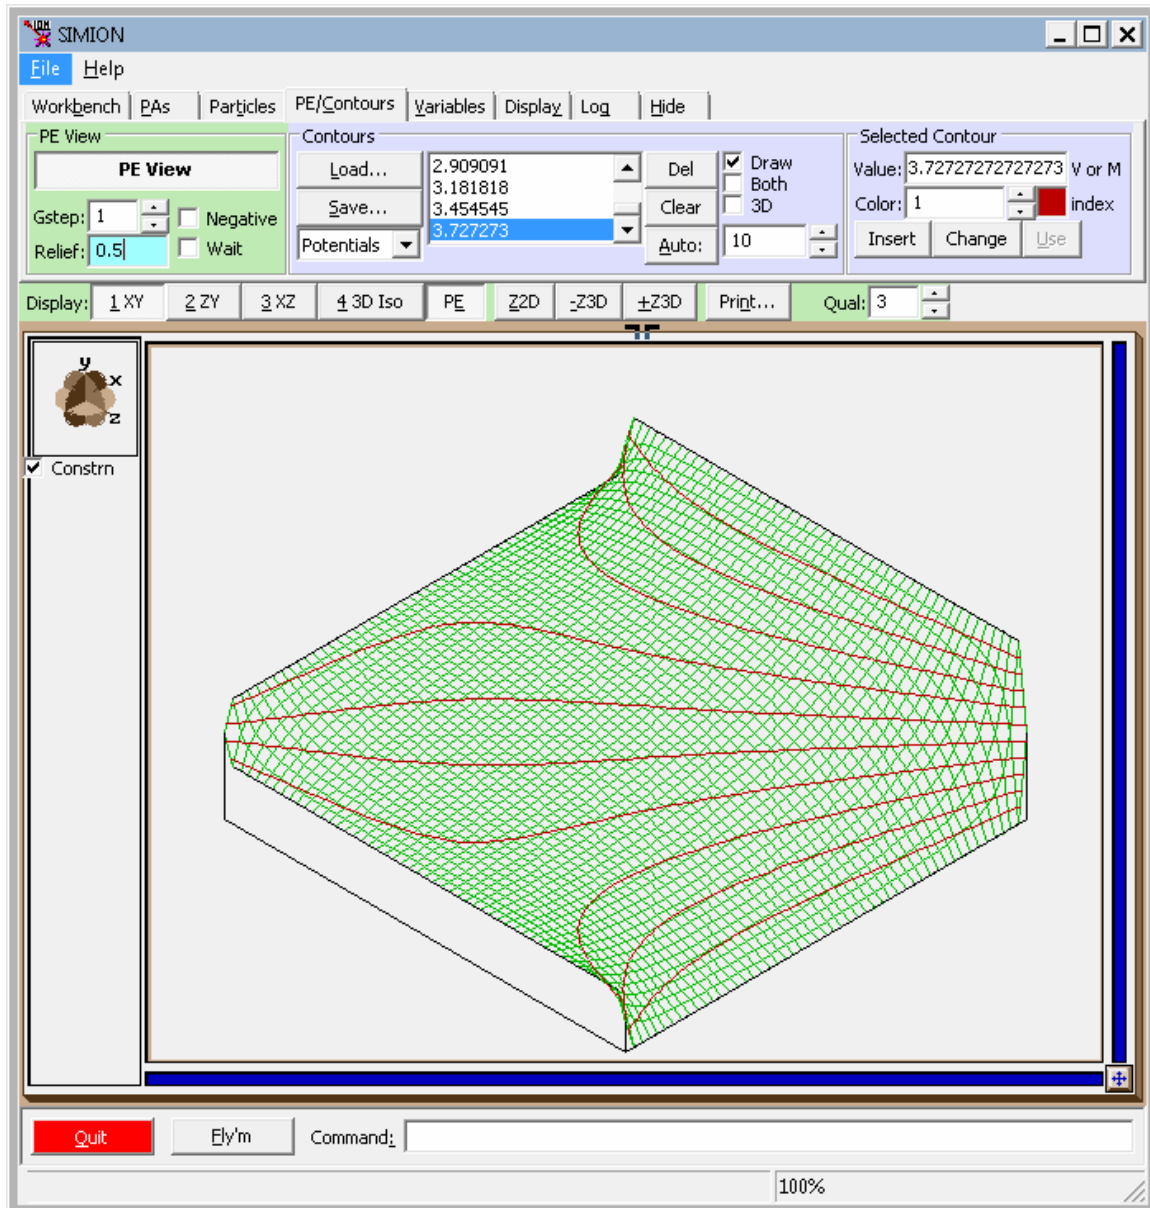 SIMION
File Help
Workbench PAs Particles PE/Contours Variables Display Log Hide
PE View Contours Selected Contour
PE View Load... 2.909091 Del Draw Value: 3.72727272727273 V or M
3.181818 Both
Gstep: 1 Negative Save... 3.454545 Clear 3D Color: 1 index
Relief: 0.5 Wait Potentials 3.727273 Auto: 10 Insert Change Use
Display: 1 XY 2 ZY 3 XZ 4 3D Iso PE Z2D -Z3D +Z3D Print... Qual: 3
y
x
z
Constrn
Quit Fly'm Command:
100%